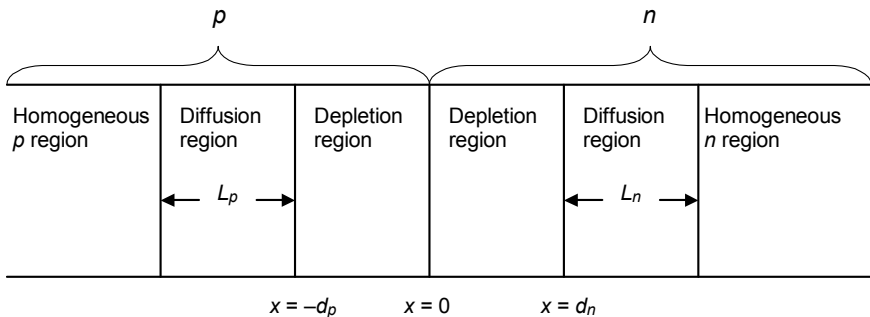 p n
Homogeneous p region
Diffusion region
Depletion region
Depletion region
Diffusion region
Homogeneous n region
Lp Ln
x = –dp x = 0 x = dn